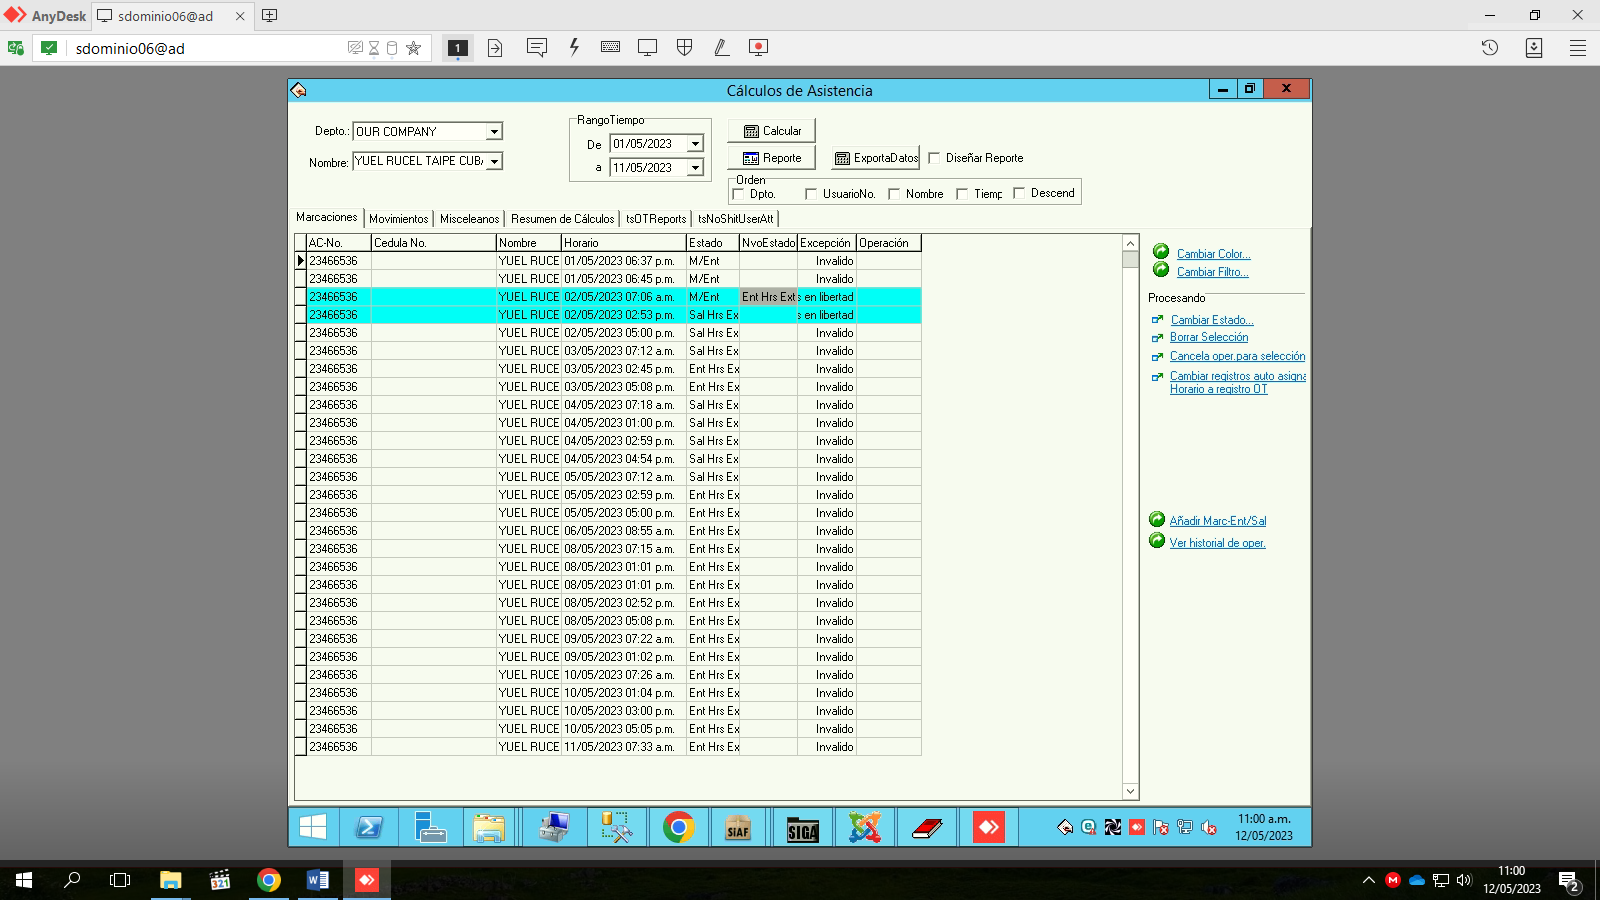 AnyDesk
sdominio06@ad
sdominio06@ad
1
Cálculos de Asistencia
Depto.: OUR COMPANY
Nombre: YUEL RUCEL TAIPE CUB
RangoTiempo
De 01/05/2023
a 11/05/2023
Calcular
Reporte
ExportaDatos
Diseñar Reporte
Orden
Dpto. UsuarioNo. Nombre Tiemp Descend
Marcaciones Movimientos Misceleanos Resumen de Cálculos tsOTReports tsNoShitUserAtt
AC-No. Cedula No. Nombre Horario Estado NvoEstado Excepción Operación
23466536 YUEL RUCE 01/05/2023 06:37 p.m. M/Ent Invalido
23466536 YUEL RUCE 01/05/2023 06:45 p.m. M/Ent Invalido
23466536 YUEL RUCE 02/05/2023 07:06 a.m. M/Ent Ent Hrs Ext s en libertad
23466536 YUEL RUCE 02/05/2023 02:53 p.m. Sal Hrs Ex s en libertad
23466536 YUEL RUCE 02/05/2023 05:00 p.m. Sal Hrs Ex Invalido
23466536 YUEL RUCE 03/05/2023 07:12 a.m. Sal Hrs Ex Invalido
23466536 YUEL RUCE 03/05/2023 02:45 p.m. Ent Hrs Ex Invalido
23466536 YUEL RUCE 03/05/2023 05:08 p.m. Ent Hrs Ex Invalido
23466536 YUEL RUCE 04/05/2023 07:18 a.m. Sal Hrs Ex Invalido
23466536 YUEL RUCE 04/05/2023 01:00 p.m. Sal Hrs Ex Invalido
23466536 YUEL RUCE 04/05/2023 02:59 p.m. Sal Hrs Ex Invalido
23466536 YUEL RUCE 04/05/2023 04:54 p.m. Sal Hrs Ex Invalido
23466536 YUEL RUCE 05/05/2023 07:12 a.m. Sal Hrs Ex Invalido
23466536 YUEL RUCE 05/05/2023 02:59 p.m. Ent Hrs Ex Invalido
23466536 YUEL RUCE 05/05/2023 05:00 p.m. Ent Hrs Ex Invalido
23466536 YUEL RUCE 06/05/2023 08:55 a.m. Ent Hrs Ex Invalido
23466536 YUEL RUCE 08/05/2023 07:15 a.m. Ent Hrs Ex Invalido
23466536 YUEL RUCE 08/05/2023 01:01 p.m. Ent Hrs Ex Invalido
23466536 YUEL RUCE 08/05/2023 01:01 p.m. Ent Hrs Ex Invalido
23466536 YUEL RUCE 08/05/2023 02:52 p.m. Ent Hrs Ex Invalido
23466536 YUEL RUCE 08/05/2023 05:08 p.m. Ent Hrs Ex Invalido
23466536 YUEL RUCE 09/05/2023 07:22 a.m. Ent Hrs Ex Invalido
23466536 YUEL RUCE 09/05/2023 01:02 p.m. Ent Hrs Ex Invalido
23466536 YUEL RUCE 10/05/2023 07:26 a.m. Ent Hrs Ex Invalido
23466536 YUEL RUCE 10/05/2023 01:04 p.m. Ent Hrs Ex Invalido
23466536 YUEL RUCE 10/05/2023 03:00 p.m. Ent Hrs Ex Invalido
23466536 YUEL RUCE 10/05/2023 05:05 p.m. Ent Hrs Ex Invalido
23466536 YUEL RUCE 11/05/2023 07:33 a.m. Ent Hrs Ex Invalido
Cambiar Color...
Cambiar Filtro...
Procesando
Cambiar Estado...
Borrar Selección
Cancela oper.para selección
Cambiar registros auto asigna
Horario a registro OT
Añadir Marc-Ent/Sal
Ver historial de oper.
SIAF
SIGA
11:00 a.m.
12/05/2023
321
11:00
12/05/2023
2